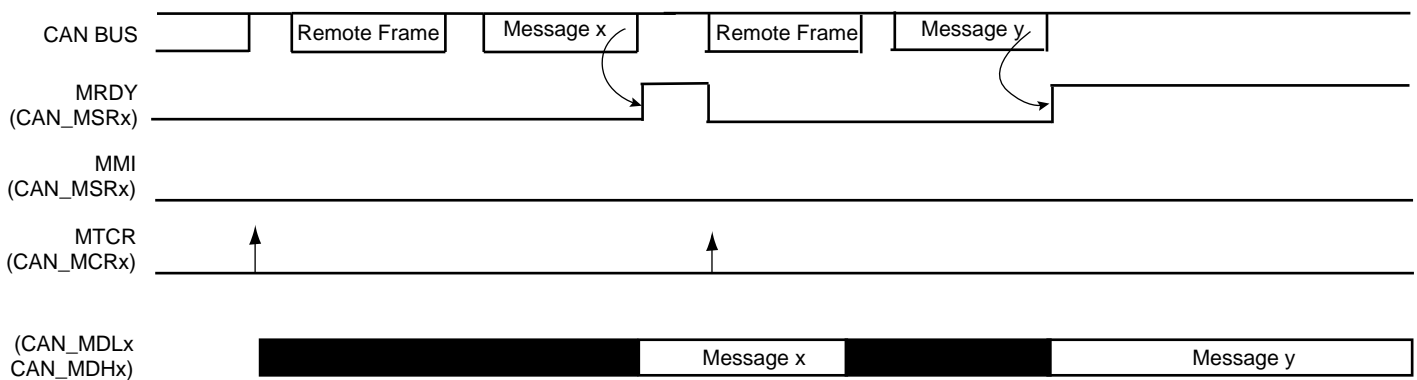 CAN BUS
Remote Frame
Message x
Remote Frame
Message y
MRDY
(CAN_MSRx)
MMI
(CAN_MSRx)
MTCR
(CAN_MCRx)
(CAN_MDLx
CAN_MDHx)
Message x
Message y